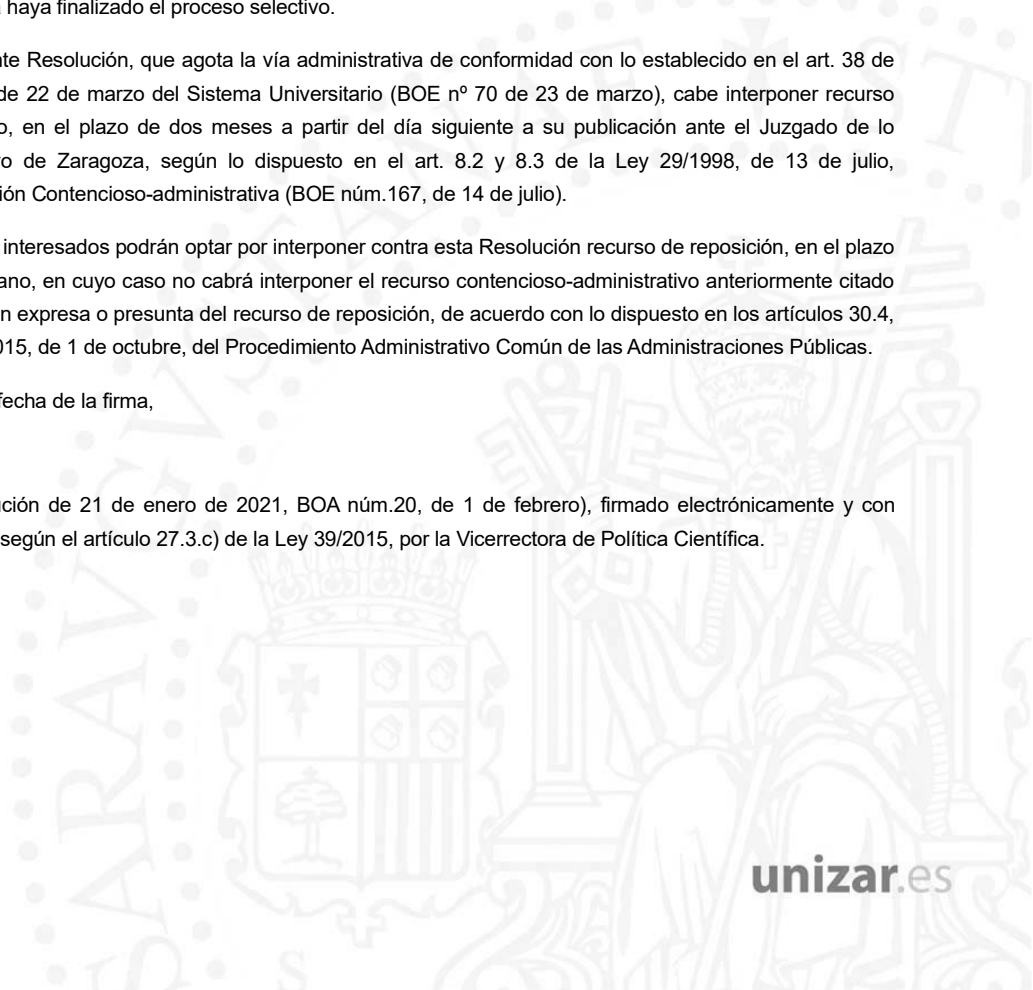 haya finalizado el proceso selectivo.
nte Resolución, que agota la vía administrativa de conformidad con lo establecido en el art. 38 de
de 22 de marzo del Sistema Universitario (BOE nº 70 de 23 de marzo), cabe interponer recurso
o, en el plazo de dos meses a partir del día siguiente a su publicación ante el Juzgado de lo
vo de Zaragoza, según lo dispuesto en el art. 8.2 y 8.3 de la Ley 29/1998, de 13 de julio,
ión Contencioso-administrativa (BOE núm.167, de 14 de julio).
interesados podrán optar por interponer contra esta Resolución recurso de reposición, en el plazo
ano, en cuyo caso no cabrá interponer el recurso contencioso-administrativo anteriormente citado
n expresa o presunta del recurso de reposición, de acuerdo con lo dispuesto en los artículos 30.4,
015, de 1 de octubre, del Procedimiento Administrativo Común de las Administraciones Públicas.
fecha de la firma,
ución de 21 de enero de 2021, BOA núm.20, de 1 de febrero), firmado electrónicamente y con
según el artículo 27.3.c) de la Ley 39/2015, por la Vicerrectora de Política Científica.
unizar.es